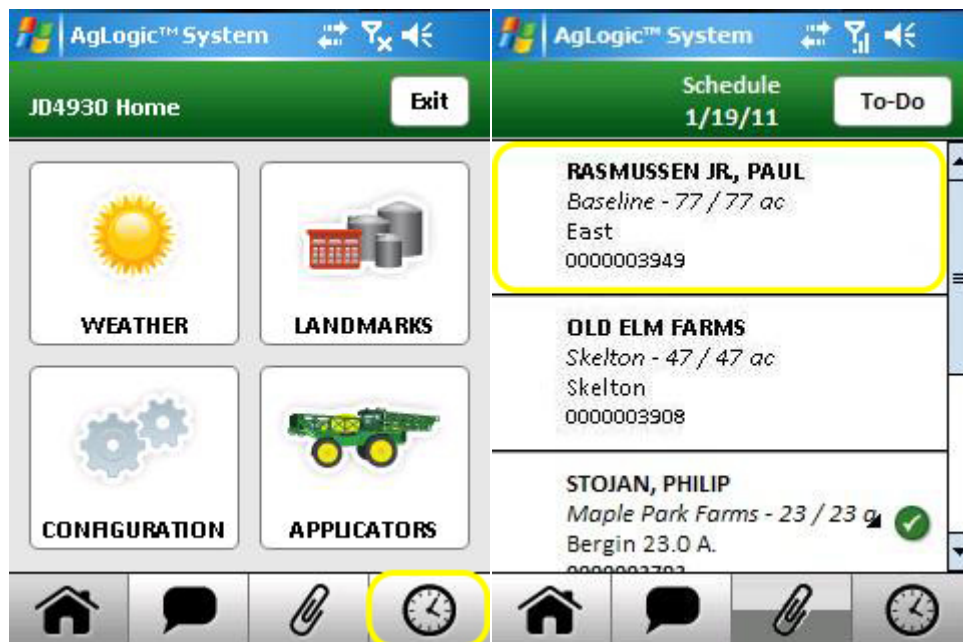 AgLogic™ System
JD4930 Home
Exit
WEATHER
LANDMARKS
CONFIGURATION
APPLICATORS
AgLogic™ System
Schedule
1/19/11
To-Do
RASMUSSEN JR., PAUL
Baseline - 77 / 77 ac
East
0000003949
OLD ELM FARMS
Skelton - 47 / 47 ac
Skelton
0000003908
STOJAN, PHILIP
Maple Park Farms - 23 / 23
Bergin 23.0 A.